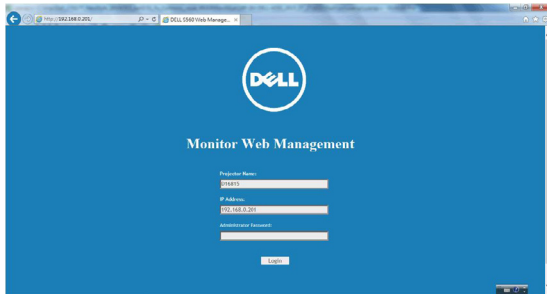 http://192.168.0.201/
DELL S560 Web Manage...
DELL
Monitor Web Management
Projector Name:
016815
IP Address:
192.168.0.201
Administrator Password:
Login